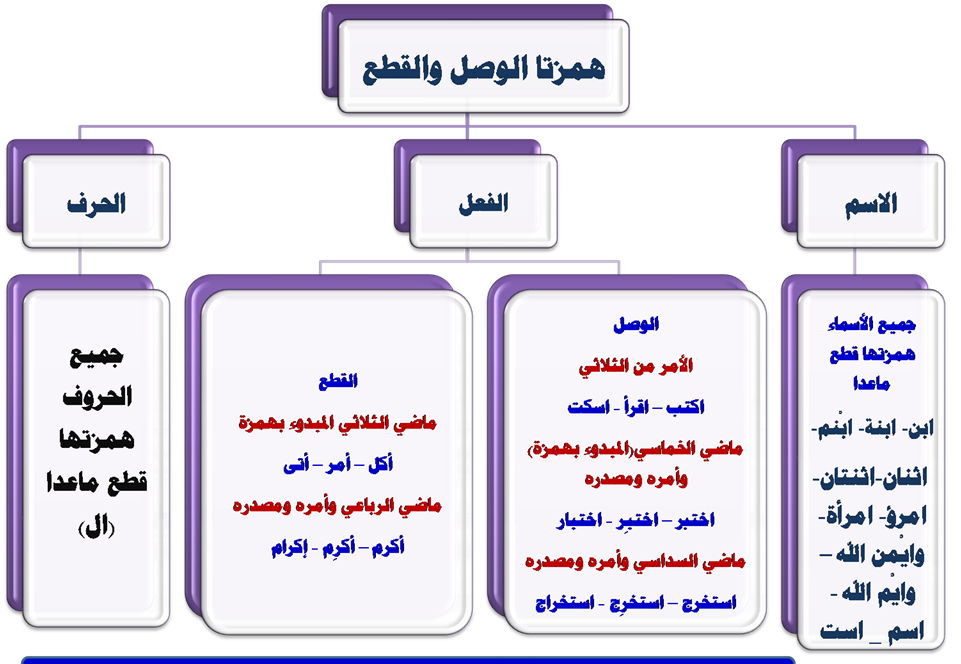 همزتا الوصل والقطع
الاسم
الفعل
الحرف
جميع الأسماء
همزتها قطع
ماعدا
ابن- ابنة- ابْنم-
اثنان-اثنتان-
امرؤ- امرأة-
وايْمن الله –
وايْم الله -
اسم _ است
الوصل
الأمر من الثلاثي
اكتب – اقرأ - اسكت
ماضي الخماسي(المبدوء بهمزة)
وأمره ومصدره
اختبر – اختبِر - اختبار
ماضي السداسي وأمره ومصدره
استخرج – استخرِج - استخراج
القطع
ماضي الثلاثي المبدوء بهمزة
أكل – أمر – أتى
ماضي الرباعي وأمره ومصدره
أكرم – أكرِم - إكرام
جميع
الحروف
همزتها
قطع ماعدا
(ال)